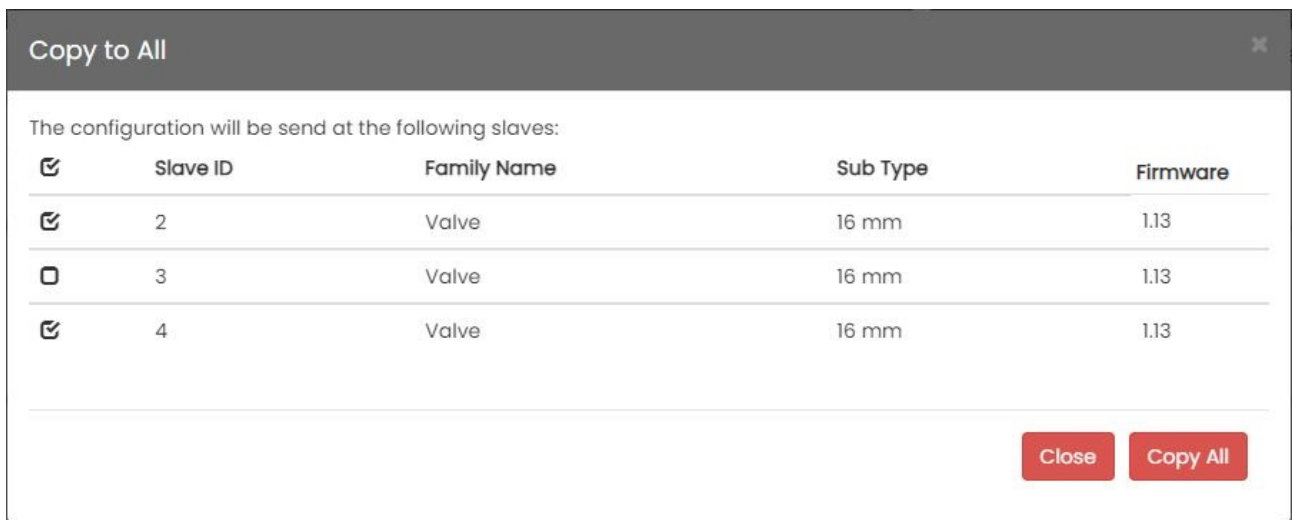 Copy to All
The configuration will be send at the following slaves:
Slave ID Family Name Sub Type Firmware
2 Valve 16 mm 1.13
3 Valve 16 mm 1.13
4 Valve 16 mm 1.13
Close Copy All